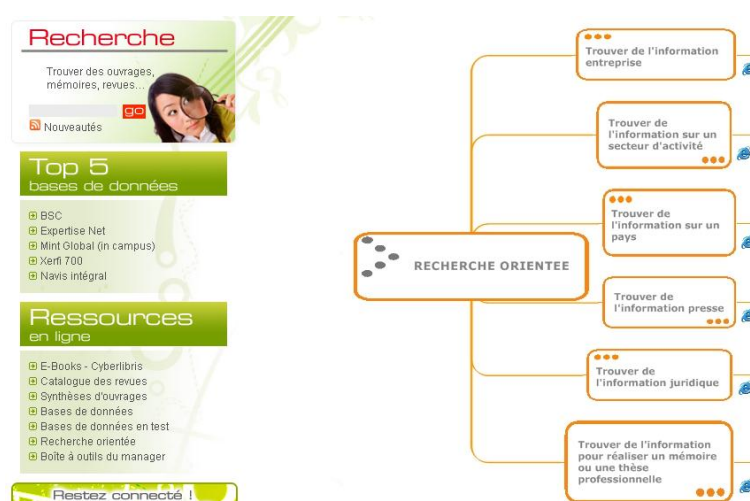 Recherche
Trouver des ouvrages,
mémoires, revues...
go
Nouveautés
Top 5
bases de données
BSC
Expertise Net
Mint Global (in campus)
Xerfi 700
Navis intégral
Ressources
en ligne
E-Books - Cyberlibris
Catalogue des revues
Synthèses d'ouvrages
Bases de données
Bases de données en test
Recherche orientée
Boîte à outils du manager
Restez connecté !
RECHERCHE ORIENTEE
Trouver de l'information
entreprise
Trouver de
l'information sur un
secteur d'activité
Trouver de
l'information sur un
pays
Trouver de
l'information presse
Trouver de
l'information juridique
Trouver de l'information
pour réaliser un mémoire
ou une thèse
professionnelle